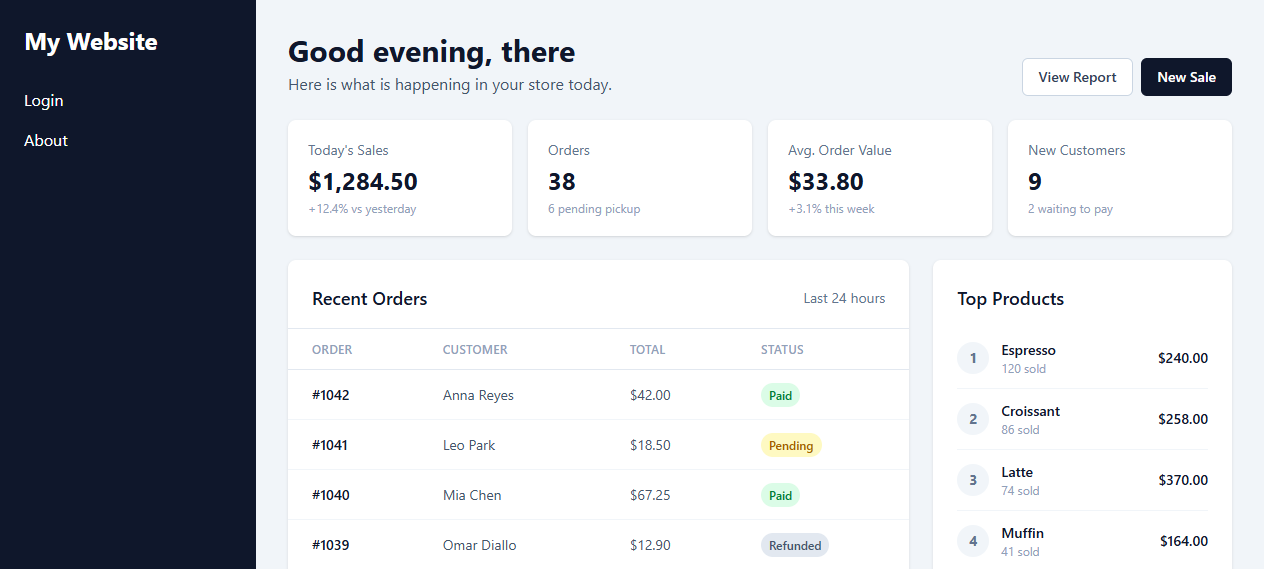 My Website
Login
About
Good evening, there
Here is what is happening in your store today.
View Report
New Sale
Today's Sales
$1,284.50
+12.4% vs yesterday
Orders
38
6 pending pickup
Avg. Order Value
$33.80
+3.1% this week
New Customers
9
2 waiting to pay
Recent Orders
Last 24 hours
ORDER CUSTOMER TOTAL STATUS
#1042 Anna Reyes $42.00 Paid
#1041 Leo Park $18.50 Pending
#1040 Mia Chen $67.25 Paid
#1039 Omar Diallo $12.90 Refunded
Top Products
1 Espresso $240.00
120 sold
2 Croissant $258.00
86 sold
3 Latte $370.00
74 sold
4 Muffin $164.00
41 sold